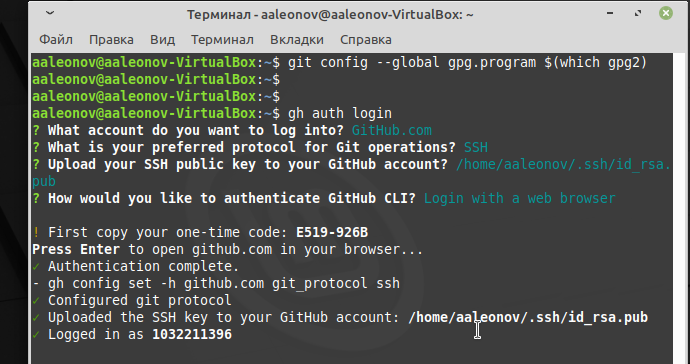 Терминал - aaleonov@aaleonov-VirtualBox: ~
Файл Правка Вид Терминал Вкладки Справка
aaleonov@aaleonov-VirtualBox:~$ git config --global gpg.program $(which gpg2)
aaleonov@aaleonov-VirtualBox:~$
aaleonov@aaleonov-VirtualBox:~$
aaleonov@aaleonov-VirtualBox:~$ gh auth login
? What account do you want to log into? GitHub.com
? What is your preferred protocol for Git operations? SSH
? Upload your SSH public key to your GitHub account? /home/aaleonov/.ssh/id_rsa.
pub
? How would you like to authenticate GitHub CLI? Login with a web browser
! First copy your one-time code: E519-926B
Press Enter to open github.com in your browser...
✓ Authentication complete.
- gh config set -h github.com git_protocol ssh
✓ Configured git protocol
✓ Uploaded the SSH key to your GitHub account: /home/aaleonov/.ssh/id_rsa.pub
✓ Logged in as 1032211396